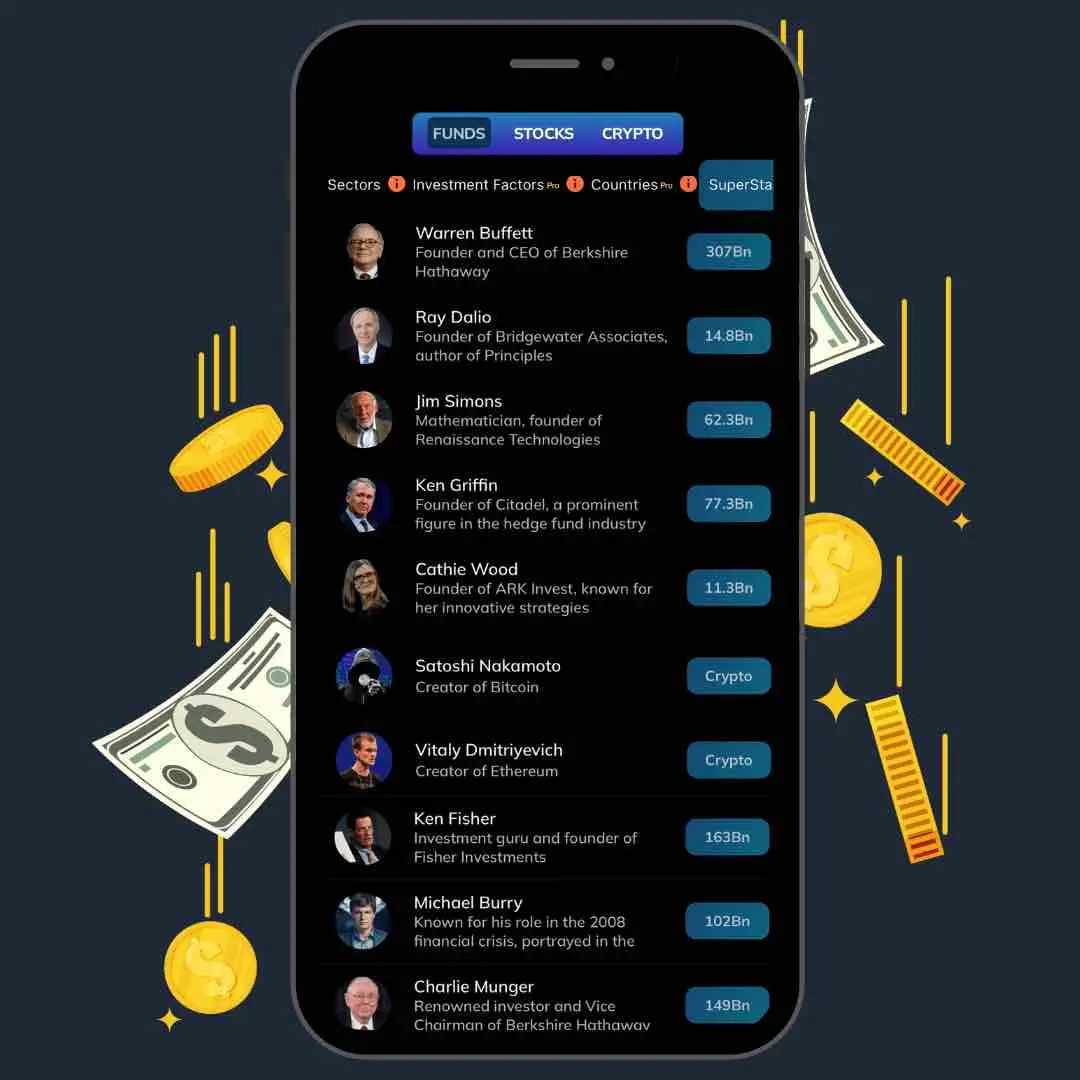 FUNDS STOCKS CRYPTO
Sectors i Investment Factors Pro i Countries Pro i SuperSta
Warren Buffett
Founder and CEO of Berkshire
Hathaway
307Bn
Ray Dalio
Founder of Bridgewater Associates,
author of Principles
14.8Bn
Jim Simons
Mathematician, founder of
Renaissance Technologies
62.3Bn
Ken Griffin
Founder of Citadel, a prominent
figure in the hedge fund industry
77.3Bn
Cathie Wood
Founder of ARK Invest, known for
her innovative strategies
11.3Bn
Satoshi Nakamoto
Creator of Bitcoin
Crypto
Vitaly Dmitriyevich
Creator of Ethereum
Crypto
Ken Fisher
Investment guru and founder of
Fisher Investments
163Bn
Michael Burry
Known for his role in the 2008
financial crisis, portrayed in the
102Bn
Charlie Munger
Renowned investor and Vice
Chairman of Berkshire Hathaway
149Bn